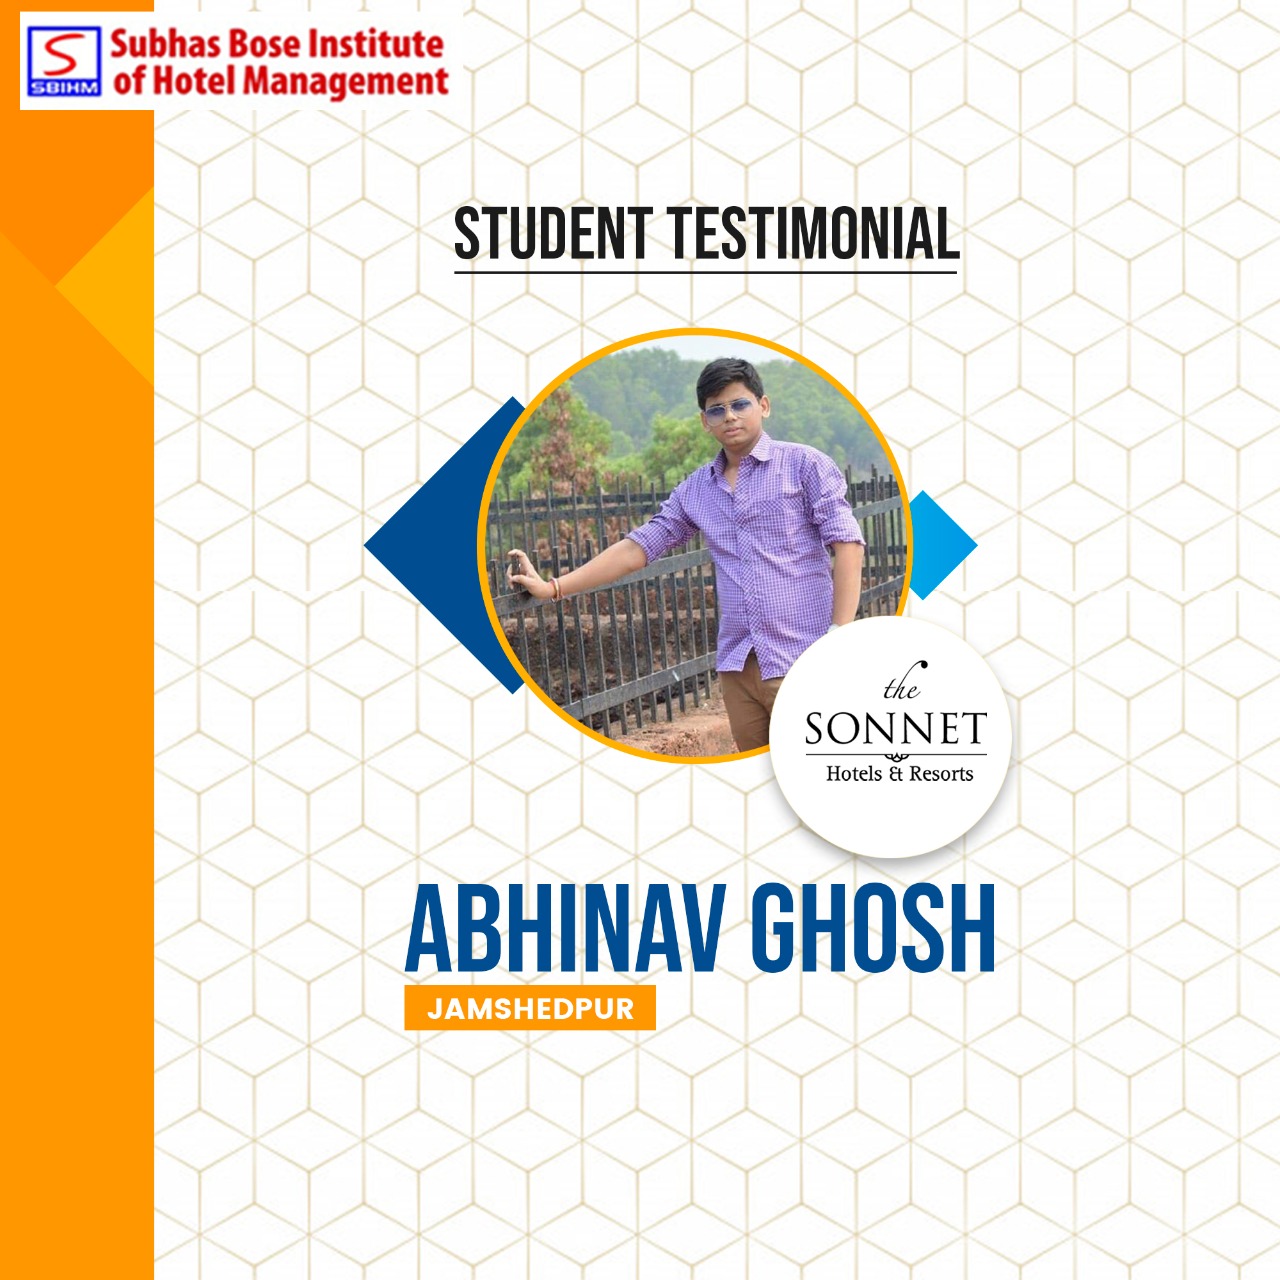 SBIHM
Subhas Bose Institute
of Hotel Management
STUDENT TESTIMONIAL
the
SONNET
Hotels & Resorts
ABHINAV GHOSH
JAMSHEDPUR